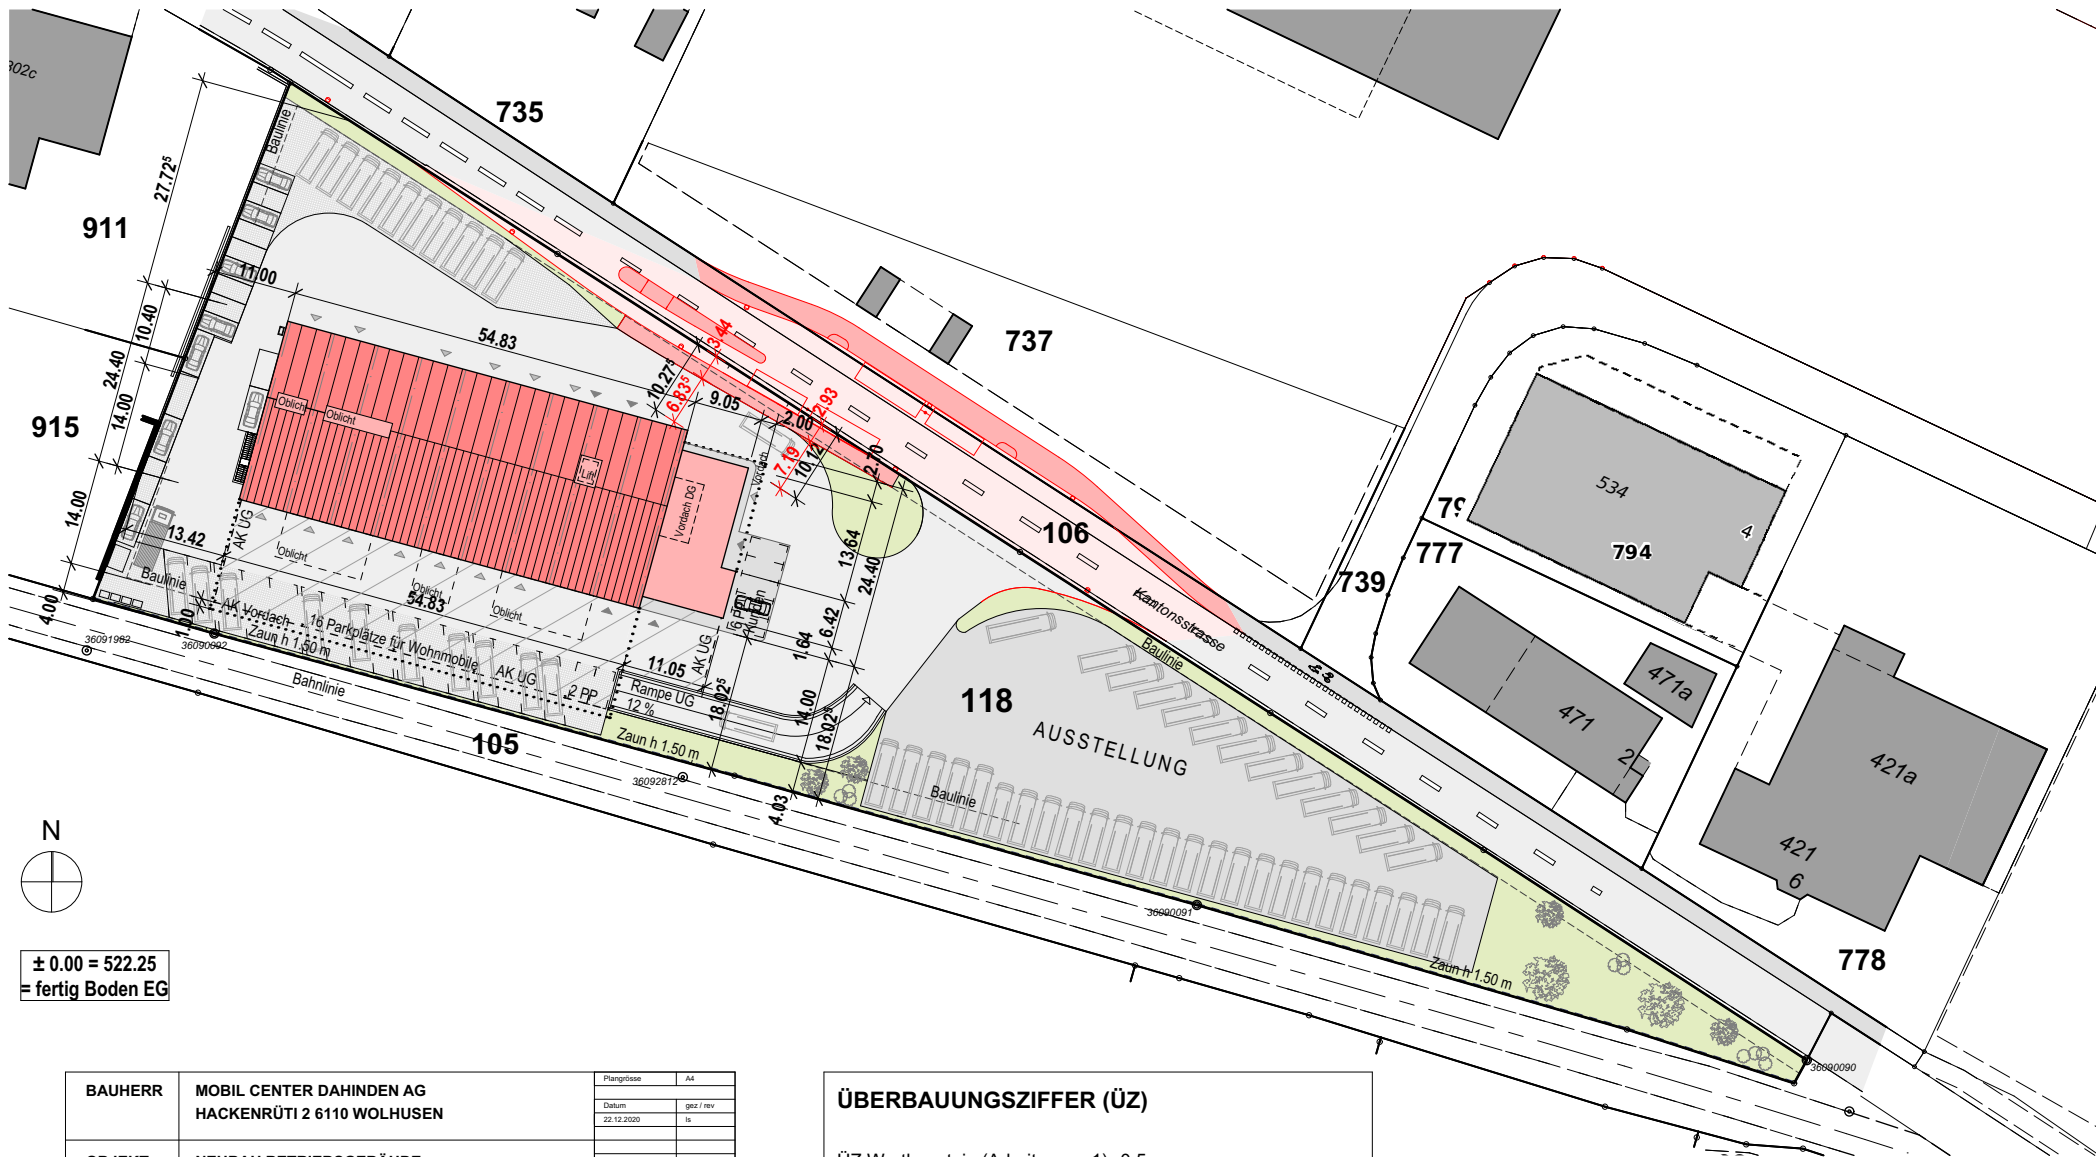 302c
735
911
915
737
106
739
777
794
534
4
471
471a
2
421a
421
6
778
118
105
Baulinie
27.72⁵
11.00
10.40
24.40
14.00
14.00
54.83
10.27⁵
6.83⁵
3.44
9.05
2.00
2.93
7.19
10.12
2.70
Oblicht
Oblicht
Lift
Vordach DG
Vordach
13.42
AK UG
Oblicht
Oblicht
Oblicht
54.83
Baulinie
AK Vordach
16 Parkplätze für Wohnmobile
Zaun h 1.50 m
AK UG
2 PP
AK UG
1.00
4.00
13.64
24.40
6.42
1.64
11.05
Rampe UG
12 %
18.02⁵
14.00
18.02⁵
4.03
Zaun h 1.50 m
Bahnlinie
36091982
36090092
36092812
36090091
36090090
Kantonsstrasse
Baulinie
AUSSTELLUNG
Baulinie
Zaun h 1.50 m
N
± 0.00 = 522.25
= fertig Boden EG
BAUHERR
MOBIL CENTER DAHINDEN AG
HACKENRÜTI 2 6110 WOLHUSEN
Plangrösse A4
Datum gez / rev
22.12.2020 ls
ÜBERBAUUNGSZIFFER (ÜZ)